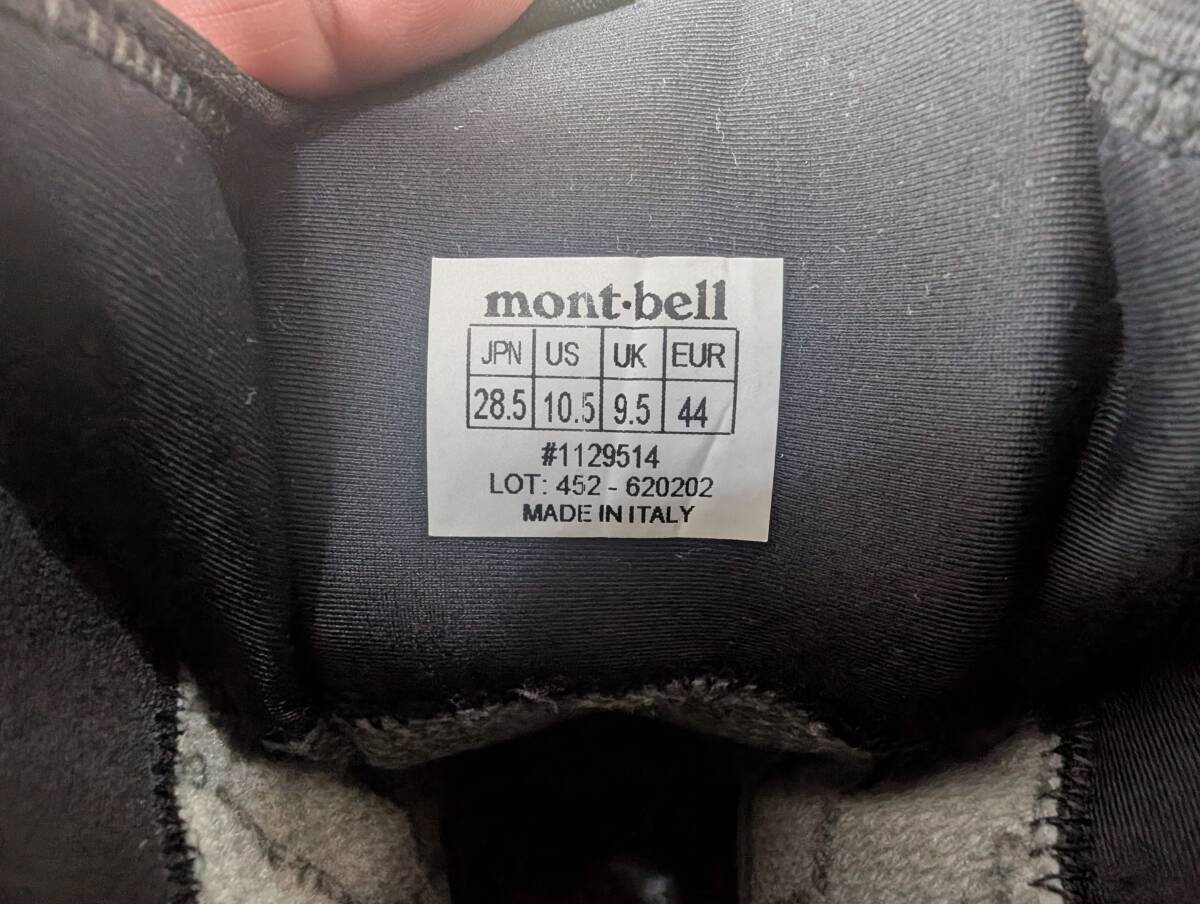 mont·bell
JPN US UK EUR
28.5 10.5 9.5 44
#1129514
LOT: 452 - 620202
MADE IN ITALY